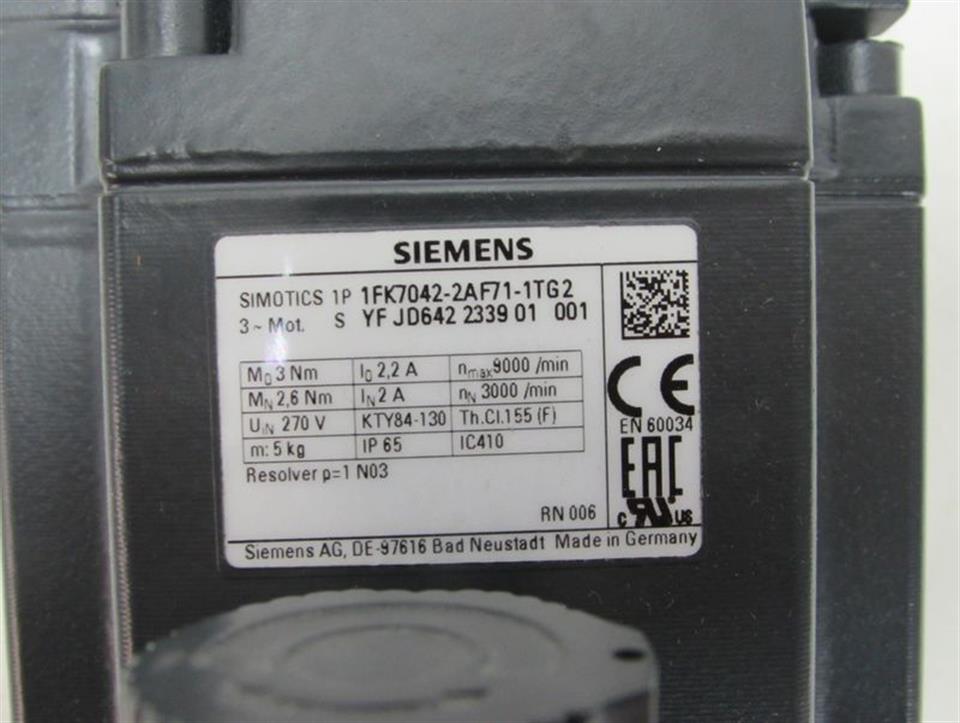 SIEMENS
SIMOTICS 1P 1FK7042-2AF71-1TG2
3~ Mot. S YF JD642 2339 01 001
M0 3 Nm I0 2,2 A nmax 9000 /min
MN 2,6 Nm IN 2 A nN 3000 /min
UIN 270 V KTY84-130 Th.Cl.155 (F)
m: 5 kg IP 65 IC410
Resolver p=1 N03
RN 006
CE
EN 60034
EAC
c RU US
Siemens AG, DE-97616 Bad Neustadt Made in Germany